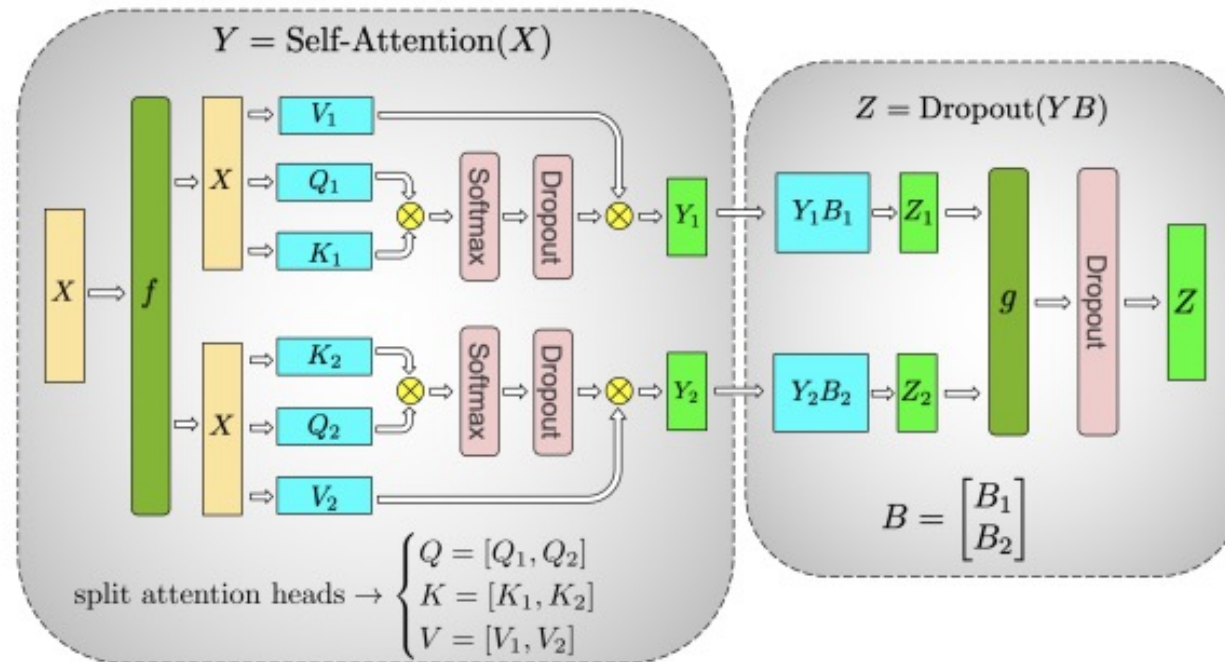 Y = Self-Attention(X)
X
f
X
V₁
Q₁
K₁
Softmax
Dropout
Y₁
X
K₂
Q₂
V₂
Softmax
Dropout
Y₂
split attention heads → { Q = [Q₁, Q₂]
K = [K₁, K₂]
V = [V₁, V₂]
Z = Dropout(YB)
Y₁B₁
Z₁
Y₂B₂
Z₂
g
Dropout
Z
B = [B₁
B₂]